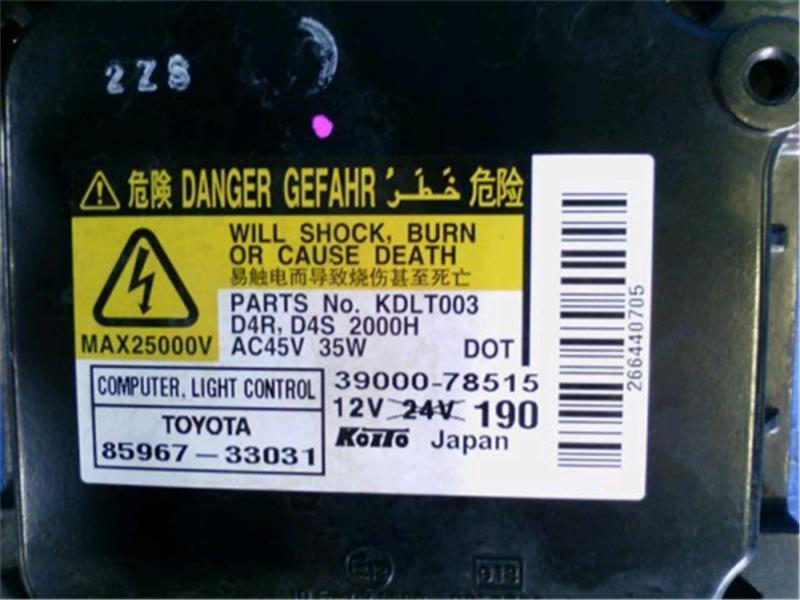 2Z8
危険 DANGER GEFAHR خَطَرُ 危险
WILL SHOCK, BURN
OR CAUSE DEATH
易触电而导致烧伤甚至死亡
MAX25000V
PARTS No. KDLT003
D4R, D4S 2000H
AC45V 35W DOT
COMPUTER, LIGHT CONTROL
TOYOTA
85967-33031
39000-78515
12V 24V 190
KOITO Japan
266440705